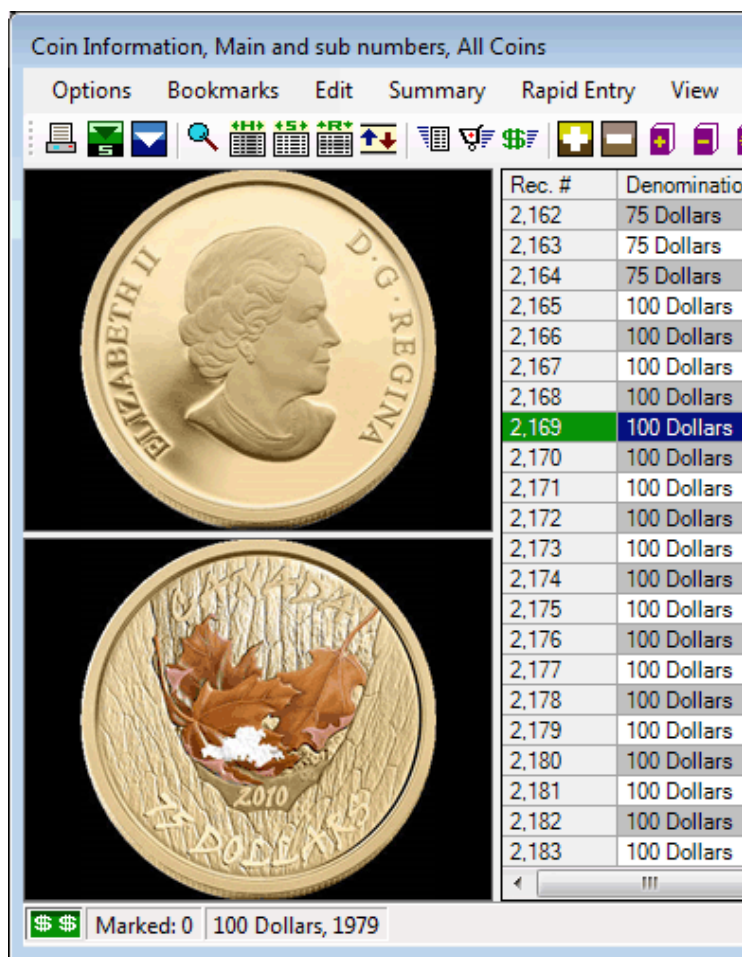 Coin Information, Main and sub numbers, All Coins
Options Bookmarks Edit Summary Rapid Entry View
S H S R
ELIZABETH II D·G·REGINA
CANADA
2010
75 DOLLARS
Rec. # Denominatio
2,162 75 Dollars
2,163 75 Dollars
2,164 75 Dollars
2,165 100 Dollars
2,166 100 Dollars
2,167 100 Dollars
2,168 100 Dollars
2,169 100 Dollars
2,170 100 Dollars
2,171 100 Dollars
2,172 100 Dollars
2,173 100 Dollars
2,174 100 Dollars
2,175 100 Dollars
2,176 100 Dollars
2,177 100 Dollars
2,178 100 Dollars
2,179 100 Dollars
2,180 100 Dollars
2,181 100 Dollars
2,182 100 Dollars
2,183 100 Dollars
$ $ Marked: 0 100 Dollars, 1979